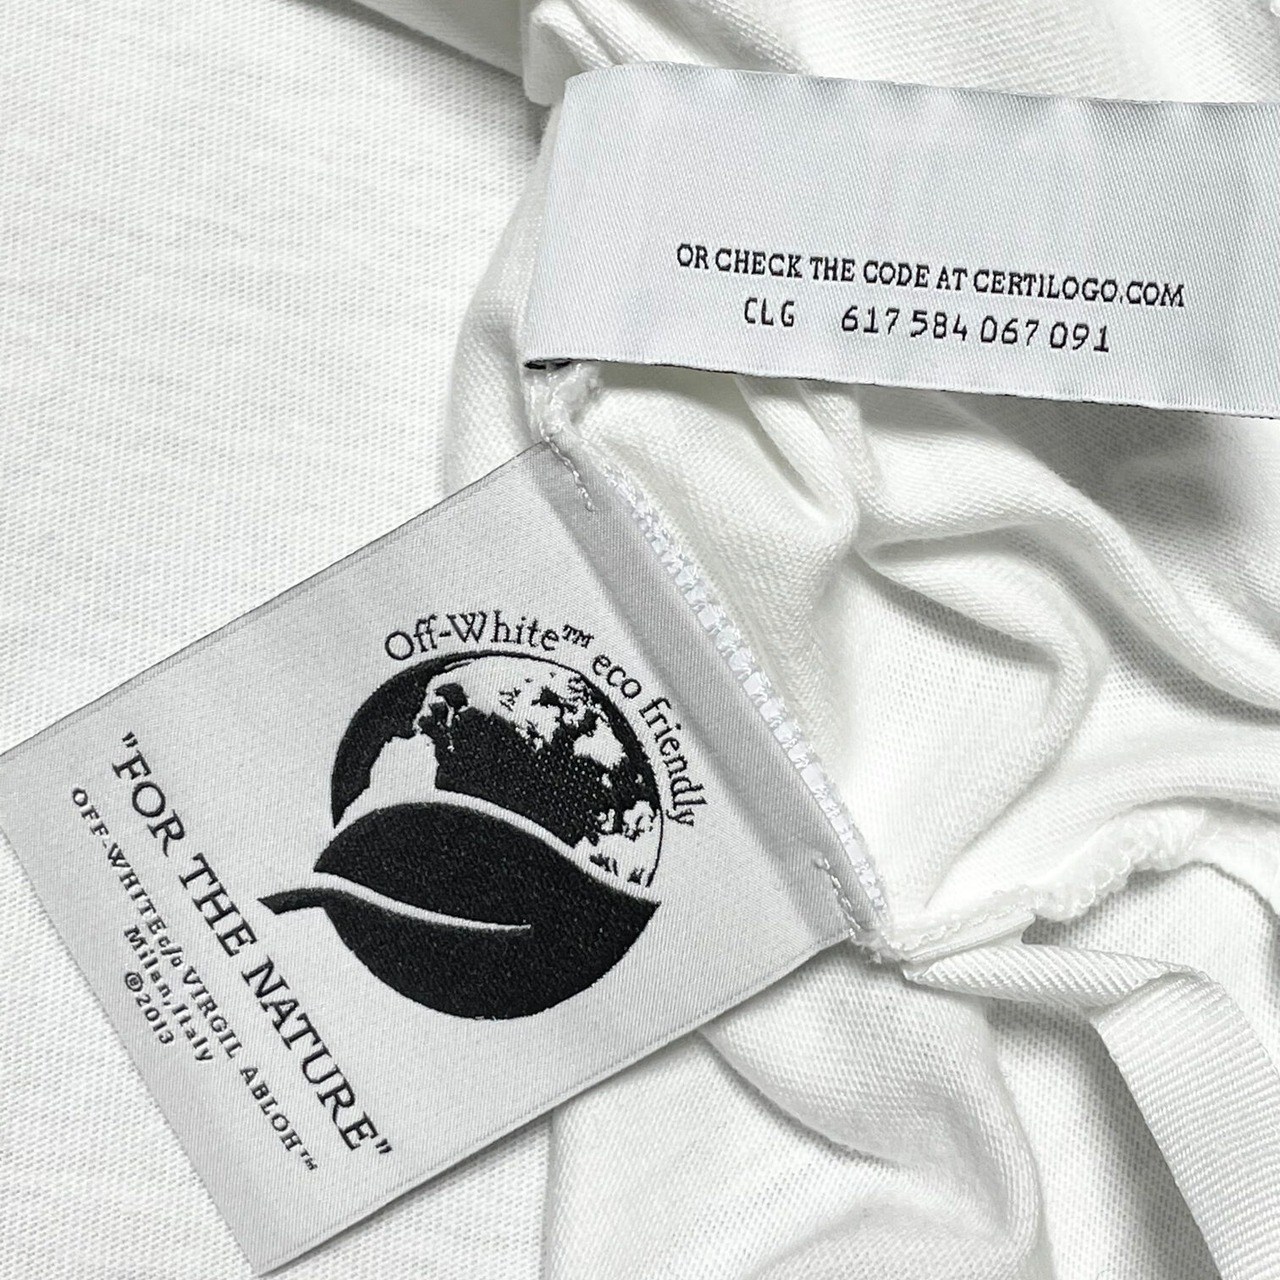 OR CHECK THE CODE AT CERTILOGO.COM
CLG 617 584 067 091
Off-White™ eco friendly
"FOR THE NATURE"
OFF-WHITE c/o VIRGIL ABLOH™
Milan, Italy
©2013